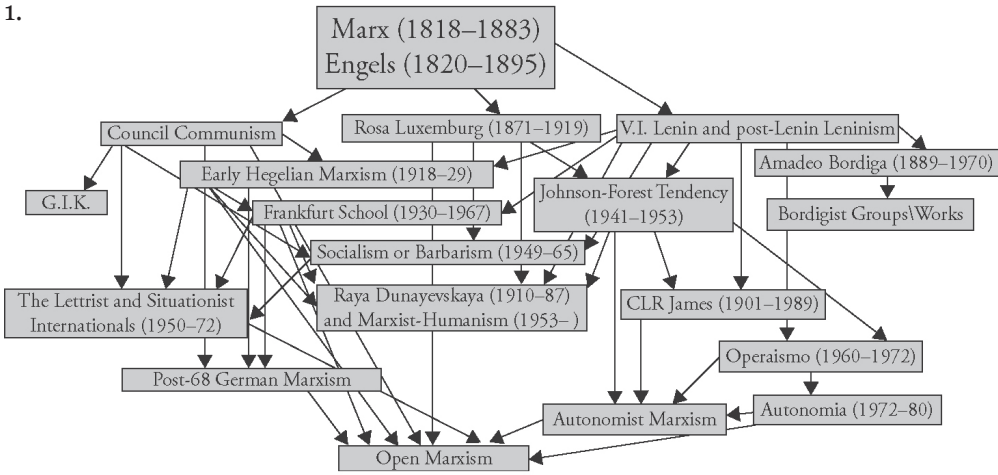 1.
Marx (1818–1883)
Engels (1820–1895)
Council Communism
Rosa Luxemburg (1871–1919)
V.I. Lenin and post-Lenin Leninism
Early Hegelian Marxism (1918–29)
Amadeo Bordiga (1889–1970)
G.I.K.
Frankfurt School (1930–1967)
Johnson-Forest Tendency
(1941–1953)
Bordigist Groups\Works
Socialism or Barbarism (1949–65)
The Lettrist and Situationist
Internationals (1950–72)
Raya Dunayevskaya (1910–87)
and Marxist-Humanism (1953– )
CLR James (1901–1989)
Operaismo (1960–1972)
Post-68 German Marxism
Autonomist Marxism
Autonomia (1972–80)
Open Marxism